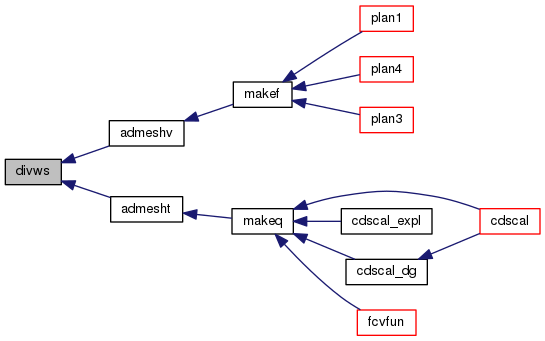 plan1
plan4
makef
plan3
admeshv
divws
admesht
makeq
cdscal_expl
cdscal
cdscal_dg
fcvfun